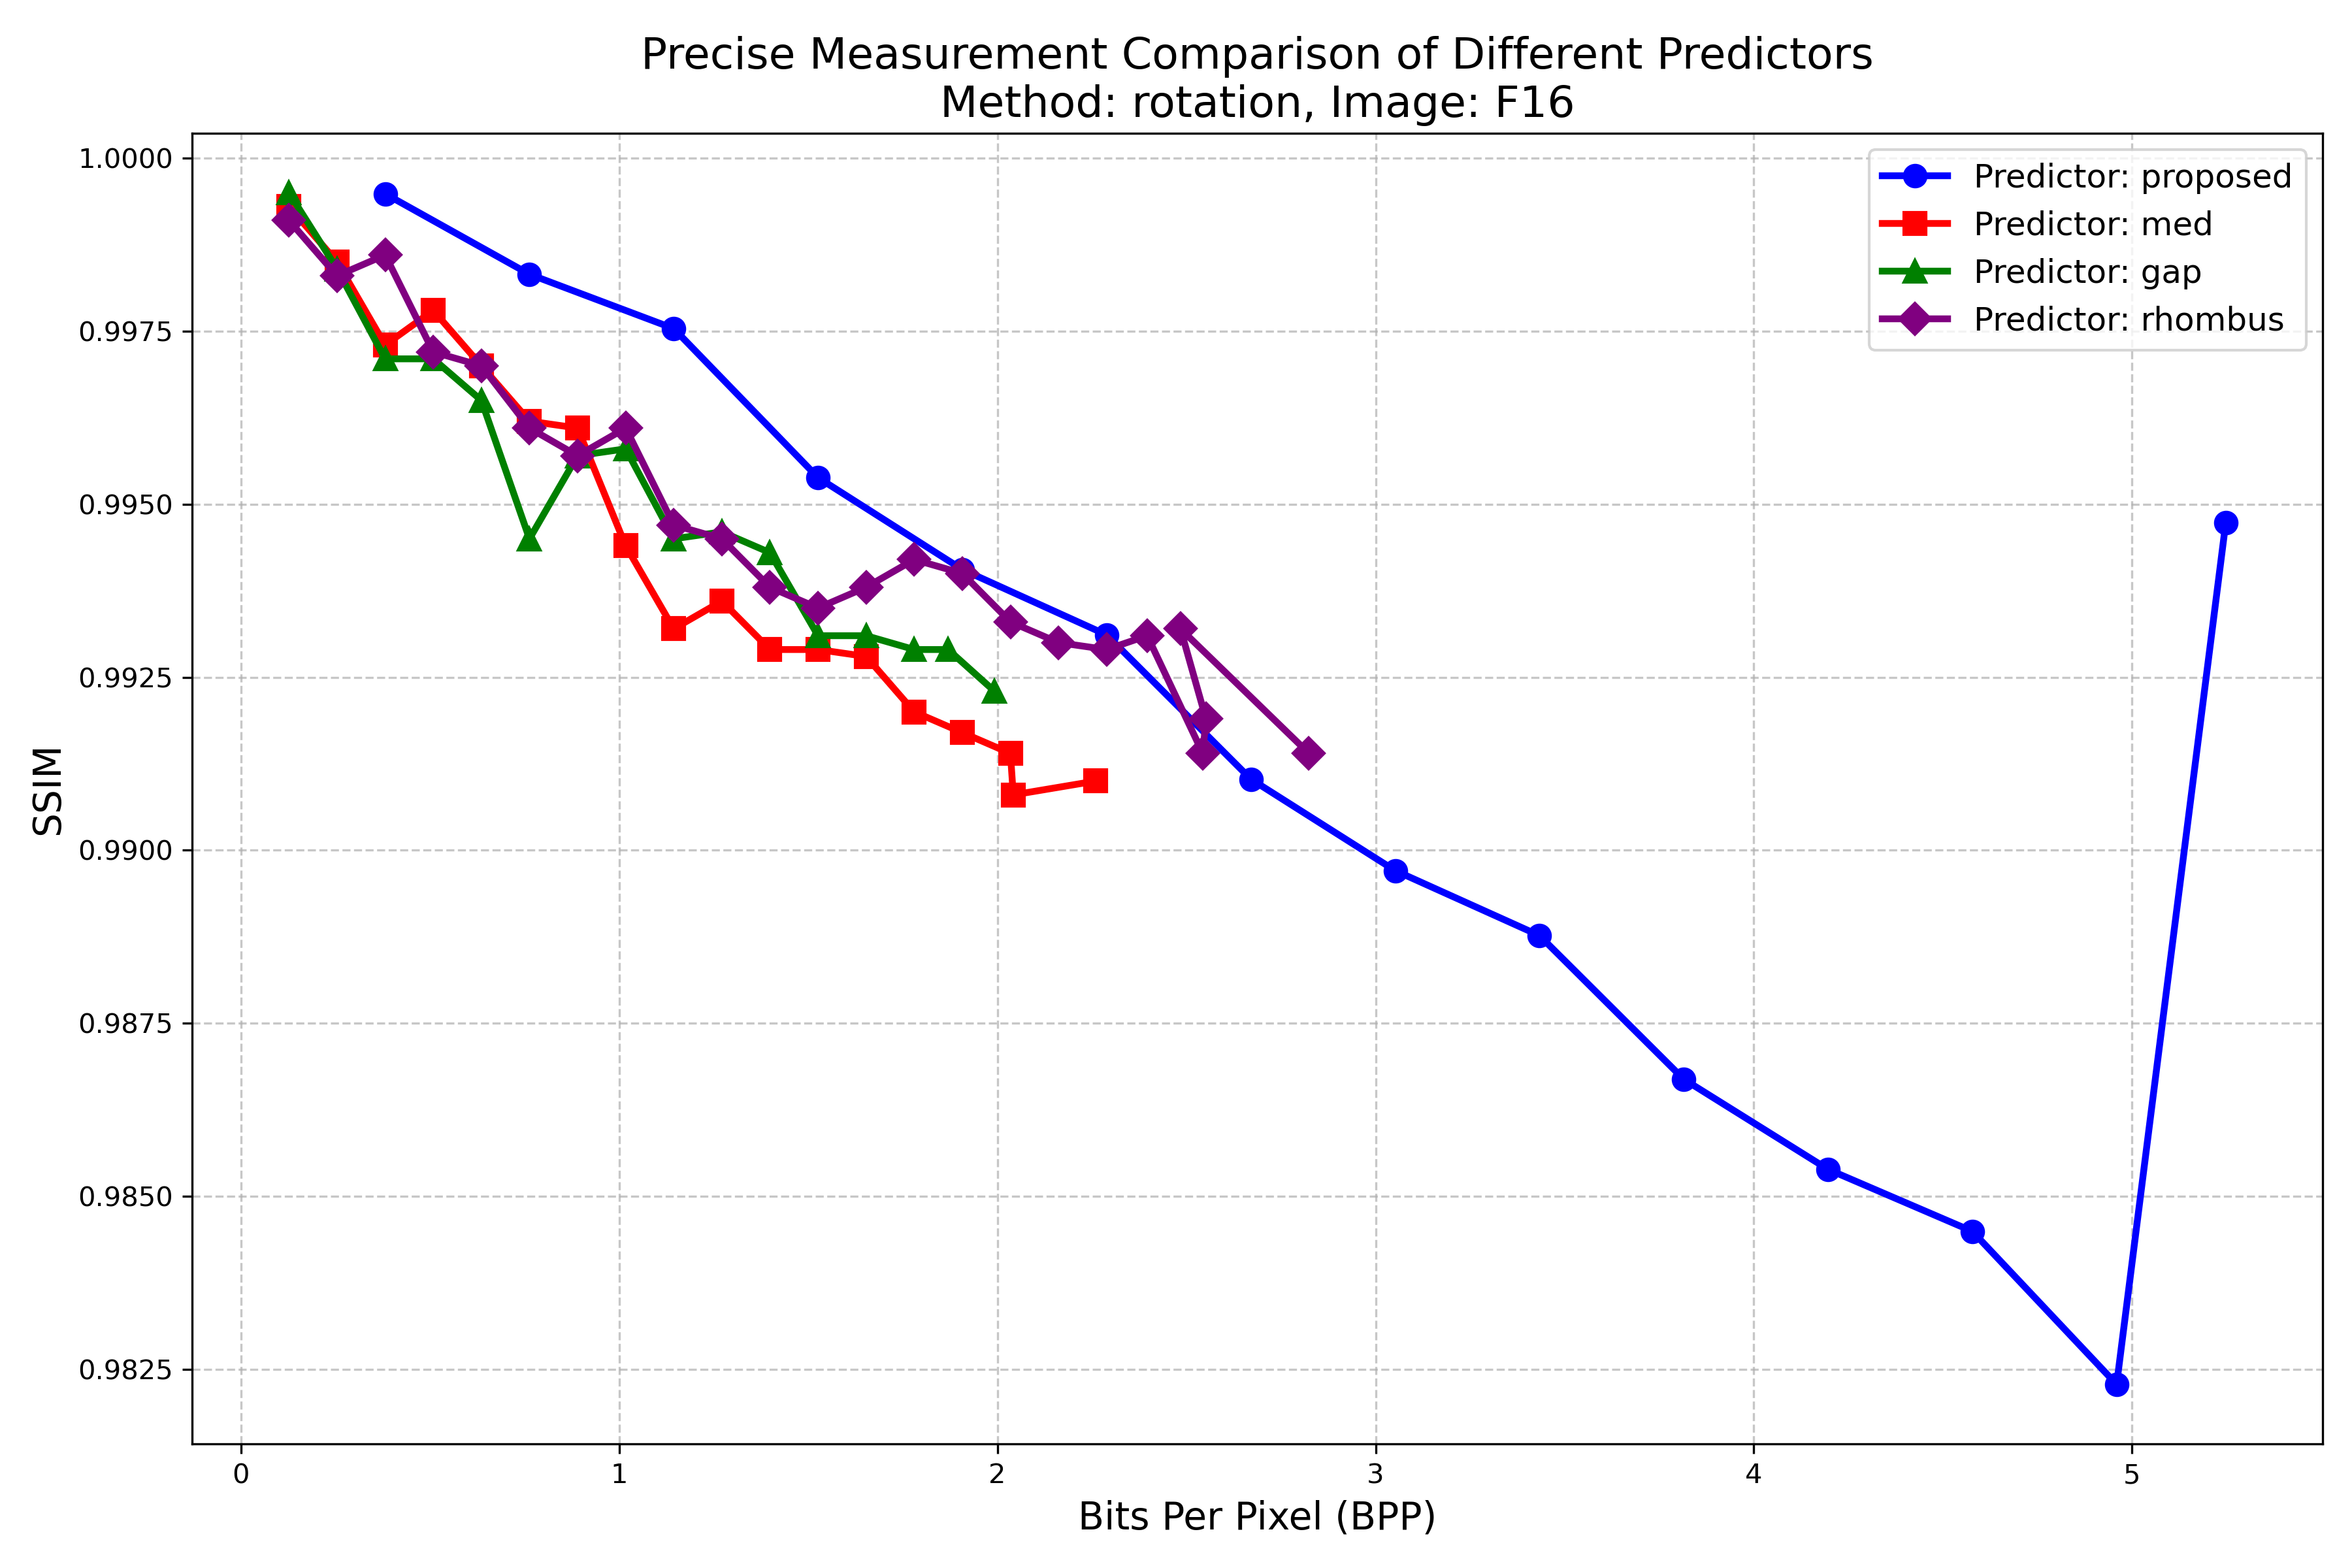 Precise Measurement Comparison of Different Predictors
Method: rotation, Image: F16
Predictor: proposed
Predictor: med
Predictor: gap
Predictor: rhombus
SSIM
1.0000
0.9975
0.9950
0.9925
0.9900
0.9875
0.9850
0.9825
0 1 2 3 4 5
Bits Per Pixel (BPP)